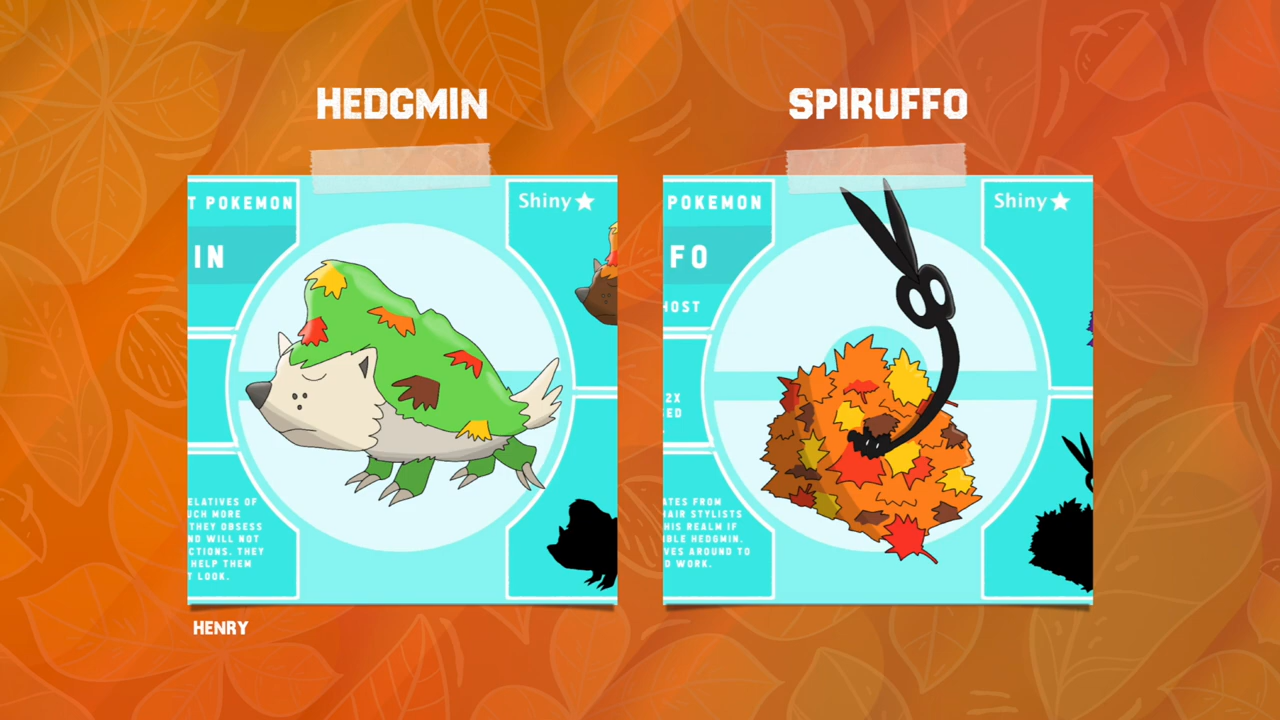 HEDGMIN
SPIRUFFO
T POKEMON
IN
Shiny
ELATIVES OF
UCH MORE
THEY OBSESS
ND WILL NOT
CTIONS. THEY
HELP THEM
T LOOK.
POKEMON
FO
HOST
2X
ED
Shiny
ATES FROM
HAIR STYLISTS
HIS REALM IF
BLE HEDGMIN.
VES AROUND TO
O WORK.
HENRY